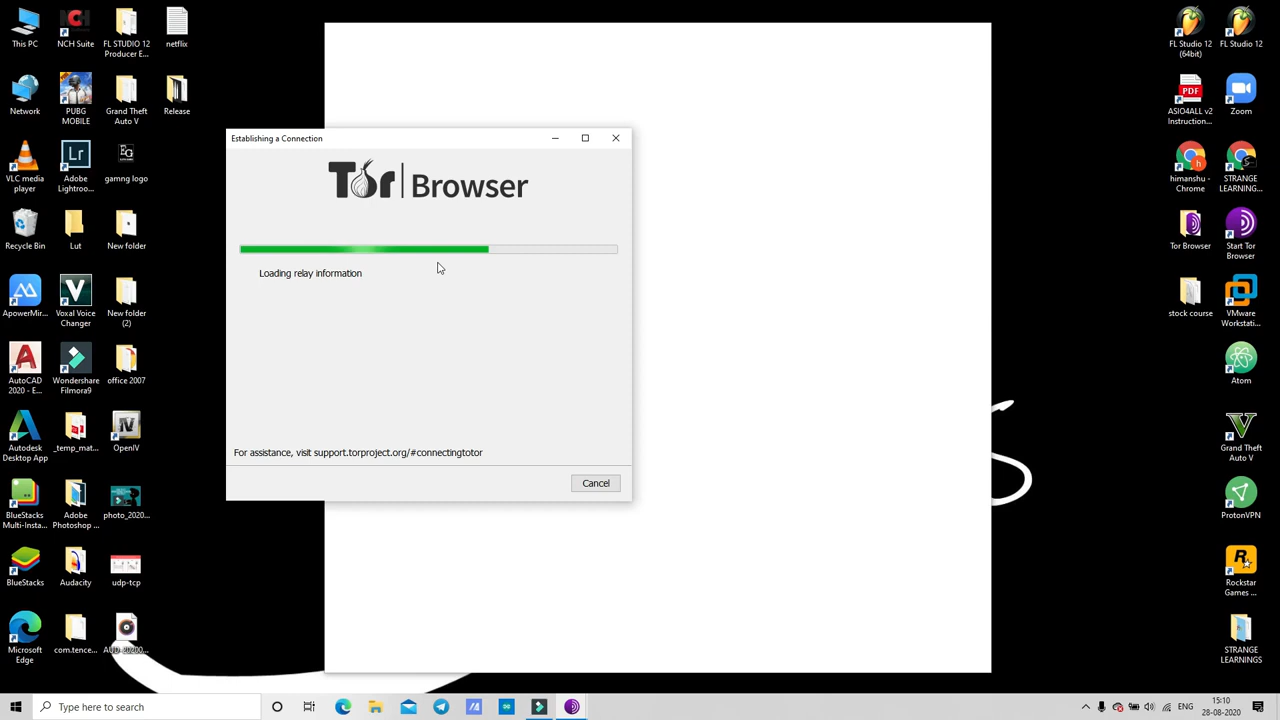 This PC
NCH Suite
FL STUDIO 12
Producer E...
netflix
FL Studio 12
(64bit)
FL Studio 12
Network
PUBG
MOBILE
Grand Theft
Auto V
Release
PDF
ASIO4ALL v2
Instruction...
Zoom
Establishing a Connection
Tor Browser
VLC media
player
Adobe
Lightroo...
EG
gamng logo
himanshu -
Chrome
STRANGE
LEARNING...
Recycle Bin
Lut
New folder
Tor Browser
Start Tor
Browser
Loading relay information
ApowerMir...
Voxal Voice
Changer
New folder
(2)
stock course
VMware
Workstati...
AutoCAD
2020 - E...
Wondershare
Filmora9
office 2007
Atom
Autodesk
Desktop App
_temp_mat...
OpenIV
Grand Theft
Auto V
For assistance, visit support.torproject.org/#connectingtotor
Cancel
BlueStacks
Multi-Insta...
Adobe
Photoshop ...
photo_2020...
ProtonVPN
BlueStacks
Audacity
udp-tcp
Rockstar
Games ...
Microsoft
Edge
com.tence...
STRANGE
LEARNINGS
Type here to search
ENG
15:10
28-08-2020